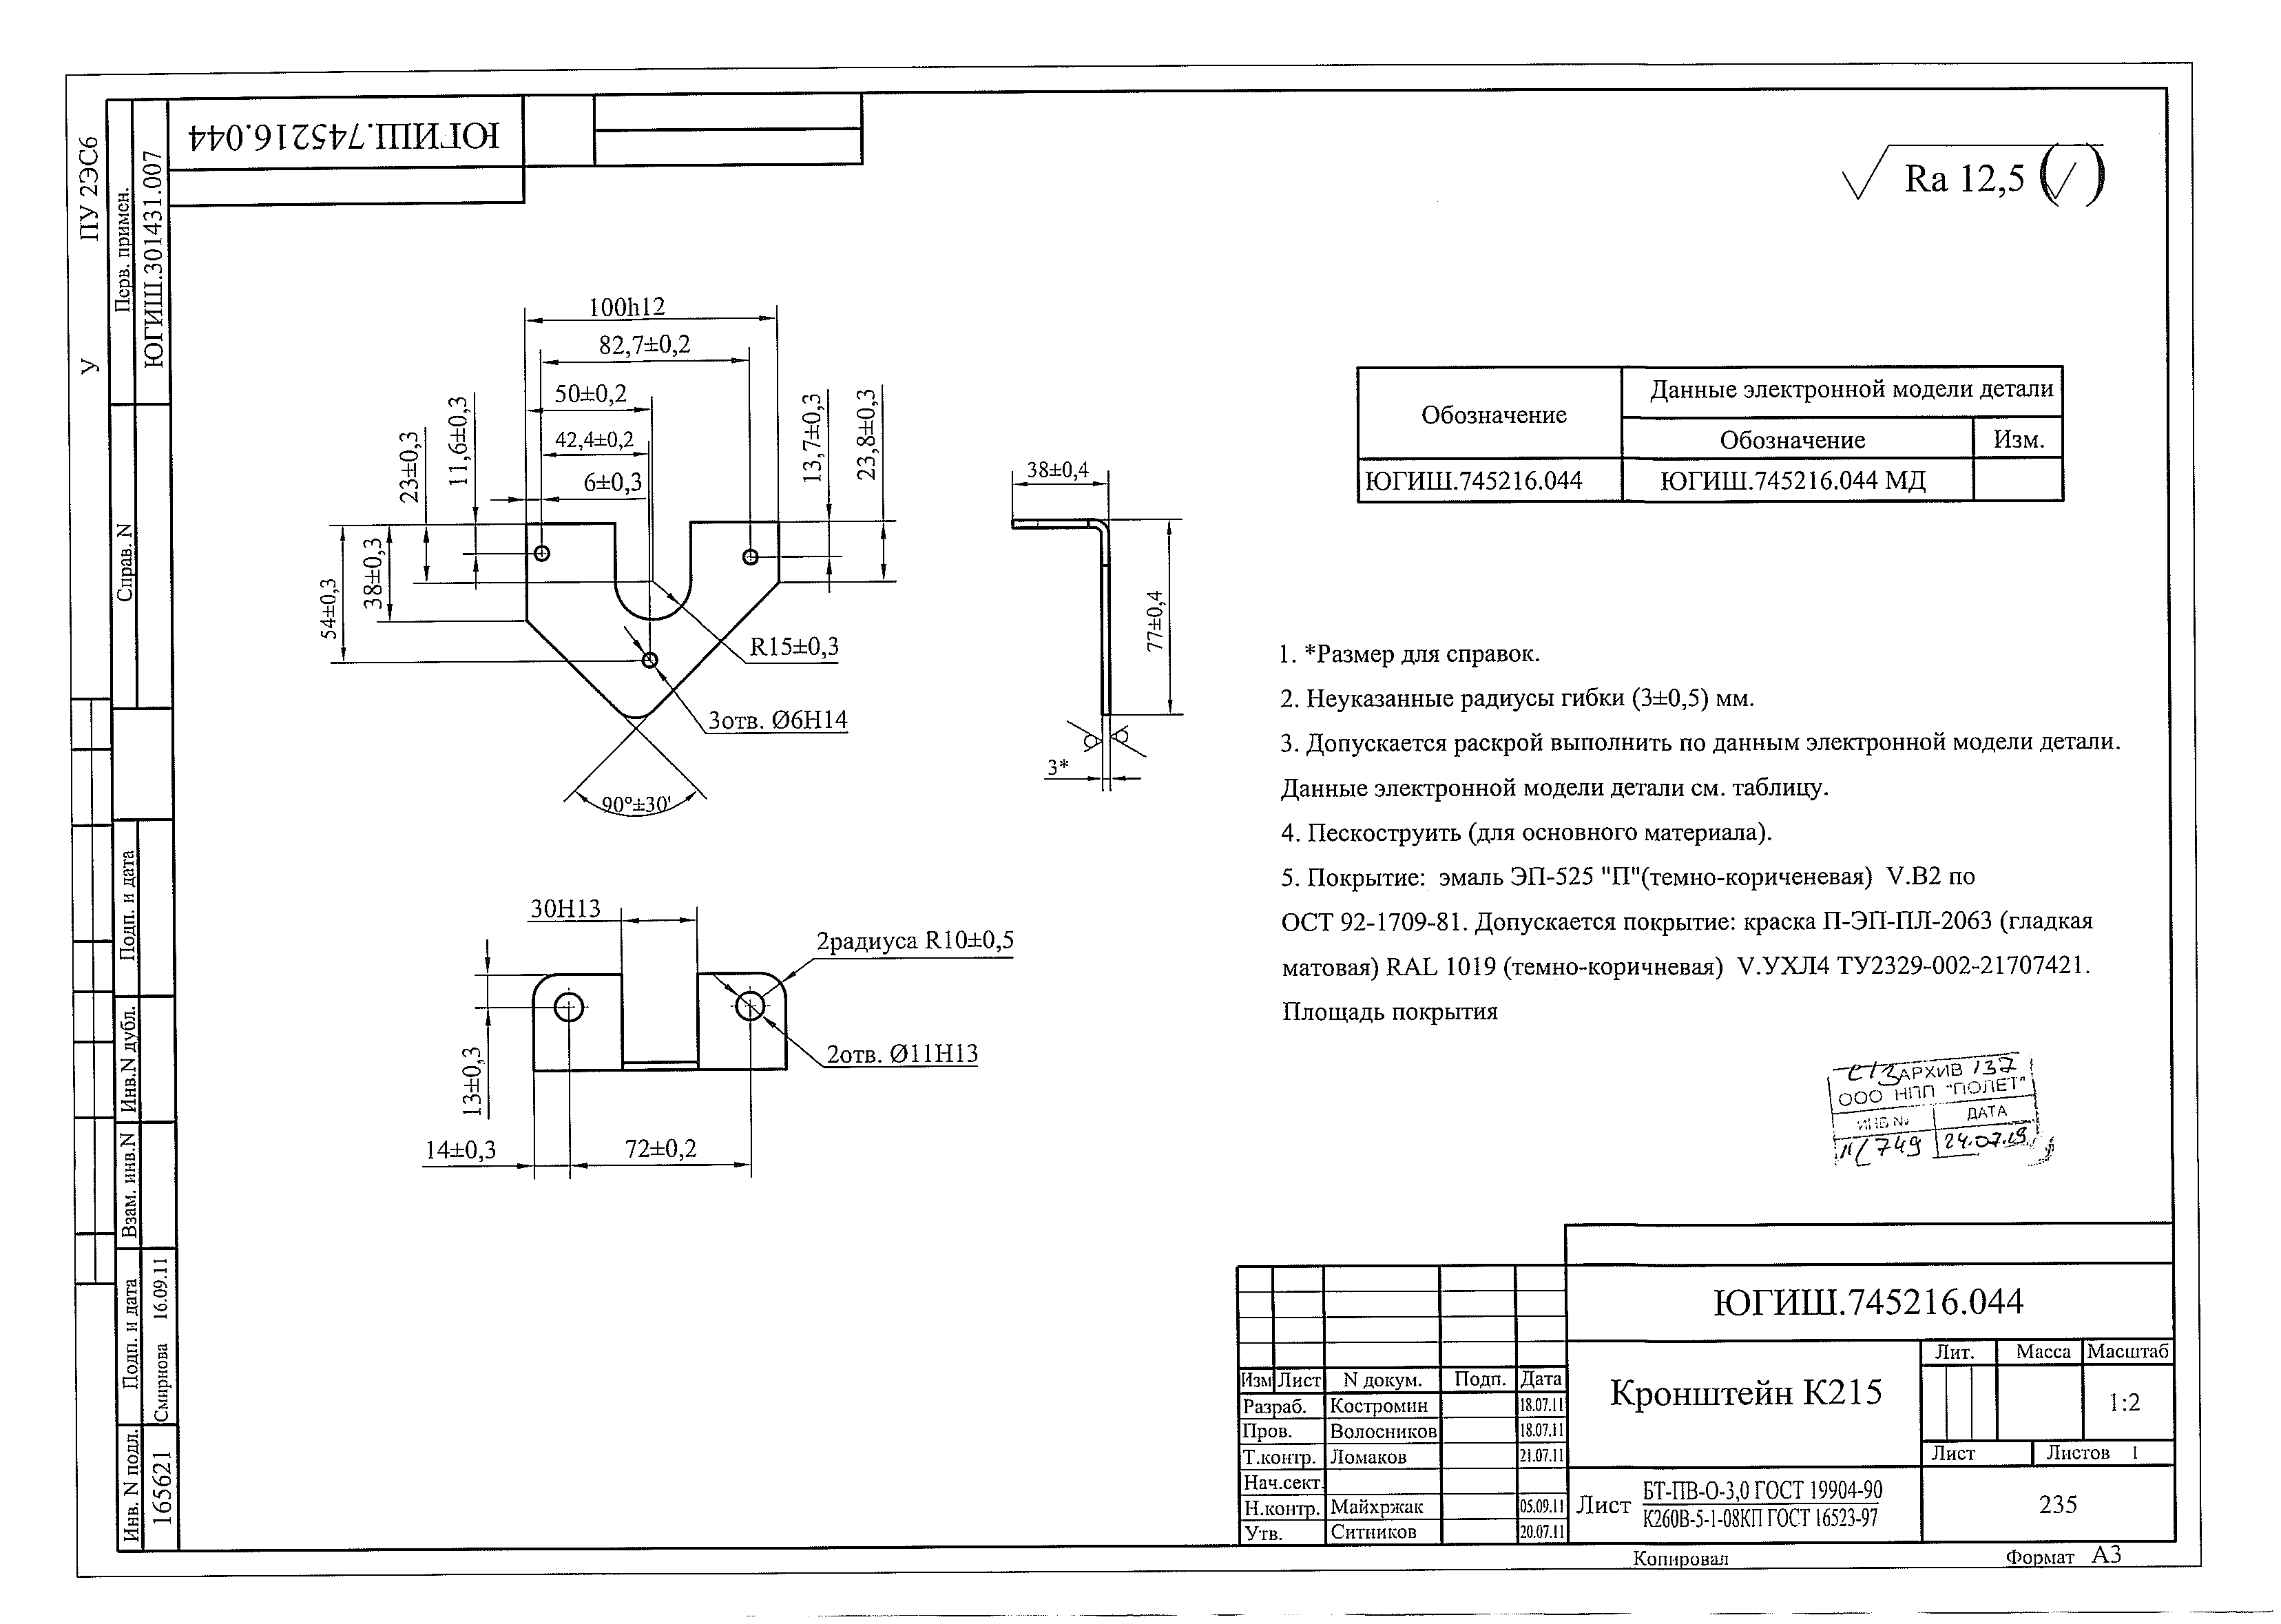 ЮГИШ.745216.044
ПУ 2ЭС6
У
Перв. примен.
ЮГИШ.301431.007
Справ. N
Подп. и дата
Инв.N дубл.
Взам. инв.N
Подп. и дата
Смирнова 16.09.11
Инв. N подл.
165621
Ra 12,5
100h12
82,7±0,2
50±0,2
42,4±0,2
6±0,3
23±0,3
11,6±0,3
13,7±0,3
23,8±0,3
54±0,3
38±0,3
R15±0,3
3отв. Ø6H14
90°±30'
38±0,4
77±0,4
3*
30H13
2радиуса R10±0,5
2отв. Ø11H13
13±0,3
14±0,3
72±0,2
Обозначение
Данные электронной модели детали
Обозначение Изм.
ЮГИШ.745216.044 ЮГИШ.745216.044 МД
1. *Размер для справок.
2. Неуказанные радиусы гибки (3±0,5) мм.
3. Допускается раскрой выполнить по данным электронной модели детали.
Данные электронной модели детали см. таблицу.
4. Пескоструить (для основного материала).
5. Покрытие: эмаль ЭП-525 "П"(темно-кориченевая) V.B2 по
ОСТ 92-1709-81. Допускается покрытие: краска П-ЭП-ПЛ-2063 (гладкая
матовая) RAL 1019 (темно-коричневая) V.УХЛ4 ТУ2329-002-21707421.
Площадь покрытия
АРХИВ 137
ООО НПП "ПОЛЕТ"
ИНВ № ДАТА
749 24.07.19
ЮГИШ.745216.044
Кронштейн К215
Лит. Масса Масштаб
1:2
Лист Листов 1
Изм Лист N докум. Подп. Дата
Разраб. Костромин 18.07.11
Пров. Волосников 18.07.11
Т.контр. Ломаков 21.07.11
Нач.сект.
Н.контр. Майхржак 05.09.11
Утв. Ситников 20.07.11
Лист
БТ-ПВ-О-3,0 ГОСТ 19904-90
К260В-5-1-08КП ГОСТ 16523-97
235
Копировал
Формат А3